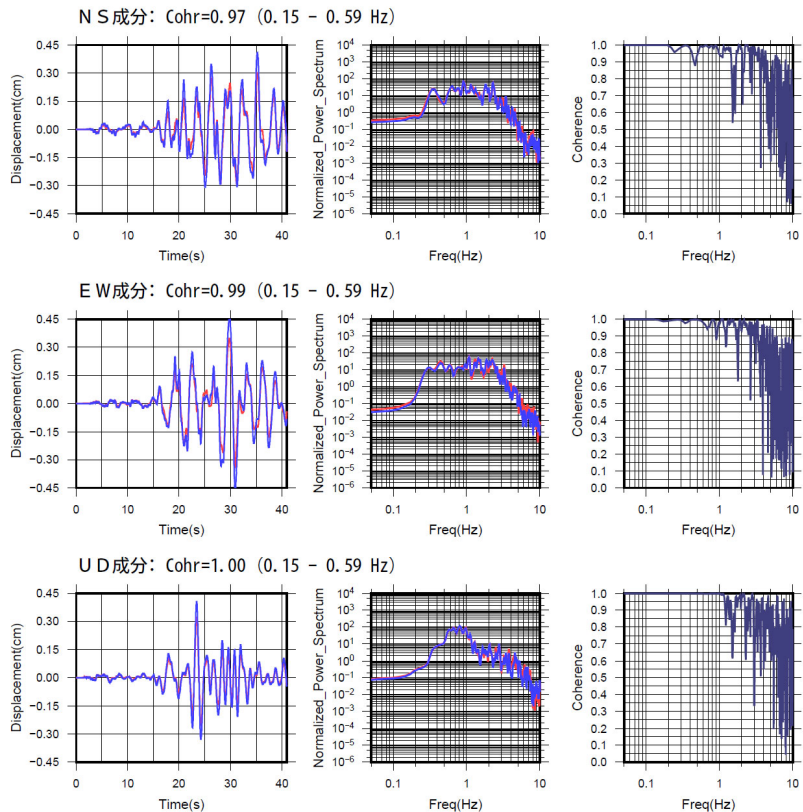 ＮＳ成分: Cohr=0.97 (0.15 - 0.59 Hz)
Displacement(cm)
0.45
0.30
0.15
0.00
−0.15
−0.30
−0.45
0 10 20 30 40
Time(s)
Normalized_Power_Spectrum
10⁴
10³
10²
10¹
10⁰
10⁻¹
10⁻²
10⁻³
10⁻⁴
10⁻⁵
10⁻⁶
0.1 1 10
Freq(Hz)
Coherence
1.0
0.9
0.8
0.7
0.6
0.5
0.4
0.3
0.2
0.1
0.0
0.1 1 10
Freq(Hz)
ＥＷ成分: Cohr=0.99 (0.15 - 0.59 Hz)
Displacement(cm)
0.45
0.30
0.15
0.00
−0.15
−0.30
−0.45
0 10 20 30 40
Time(s)
Normalized_Power_Spectrum
10⁴
10³
10²
10¹
10⁰
10⁻¹
10⁻²
10⁻³
10⁻⁴
10⁻⁵
10⁻⁶
0.1 1 10
Freq(Hz)
Coherence
1.0
0.9
0.8
0.7
0.6
0.5
0.4
0.3
0.2
0.1
0.0
0.1 1 10
Freq(Hz)
ＵＤ成分: Cohr=1.00 (0.15 - 0.59 Hz)
Displacement(cm)
0.45
0.30
0.15
0.00
−0.15
−0.30
−0.45
0 10 20 30 40
Time(s)
Normalized_Power_Spectrum
10⁴
10³
10²
10¹
10⁰
10⁻¹
10⁻²
10⁻³
10⁻⁴
10⁻⁵
10⁻⁶
0.1 1 10
Freq(Hz)
Coherence
1.0
0.9
0.8
0.7
0.6
0.5
0.4
0.3
0.2
0.1
0.0
0.1 1 10
Freq(Hz)